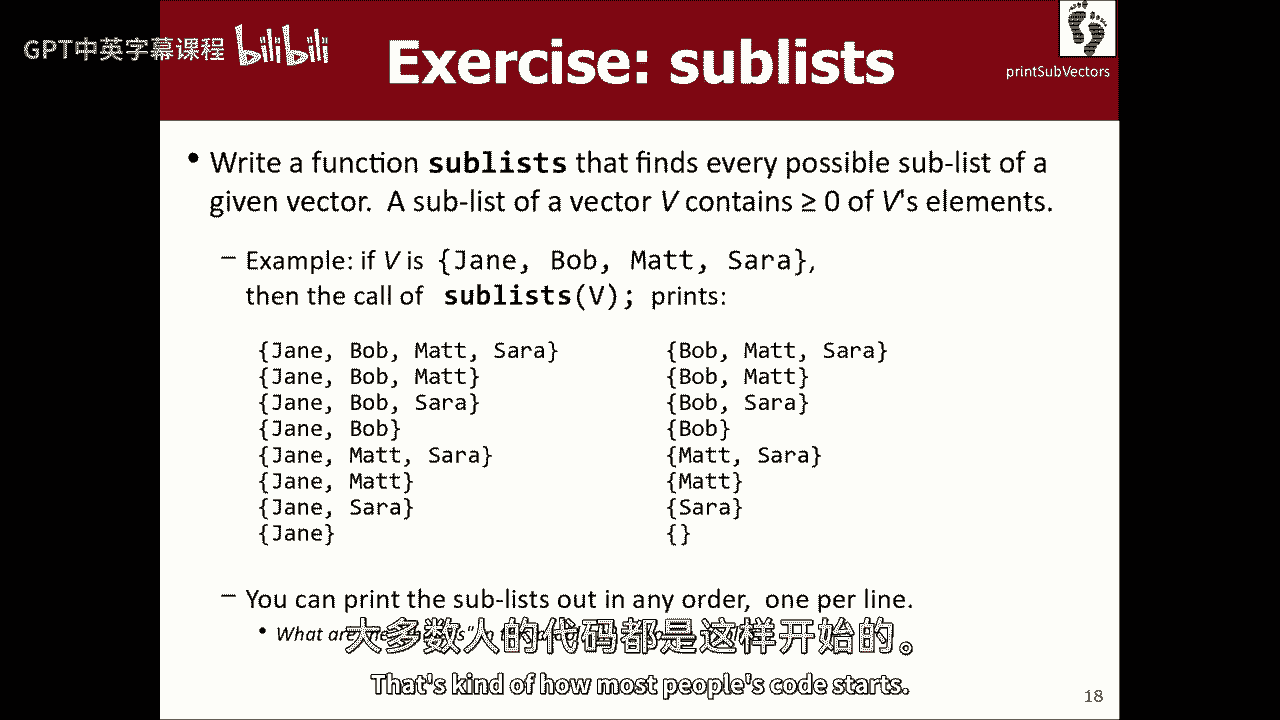 GPT中英字幕课程 bilibili
Exercise: sublists
printSubVectors
• Write a function sublists that finds every possible sub-list of a
given vector. A sub-list of a vector V contains ≥ 0 of V's elements.
– Example: if V is {Jane, Bob, Matt, Sara},
then the call of sublists(V); prints:
{Jane, Bob, Matt, Sara} {Bob, Matt, Sara}
{Jane, Bob, Matt} {Bob, Matt}
{Jane, Bob, Sara} {Bob, Sara}
{Jane, Bob} {Bob}
{Jane, Matt, Sara} {Matt, Sara}
{Jane, Matt} {Matt}
{Jane, Sara} {Sara}
{Jane} {}
– You can print the sub-lists out in any order, one per line.
• What are
大多数人的代码都是这样开始的。
That's kind of how most people's code starts.
18